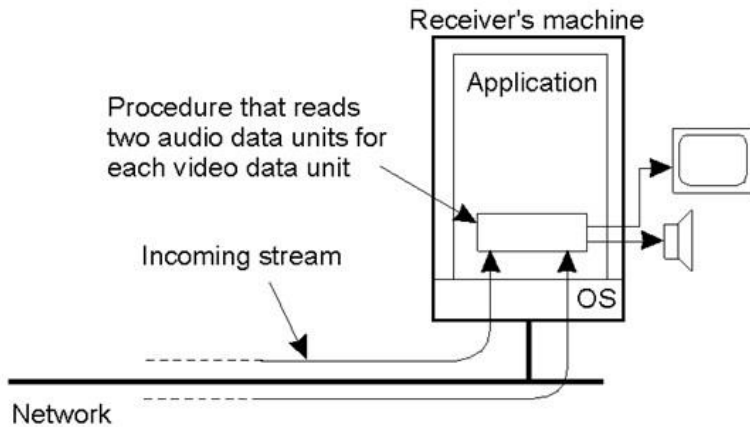 Receiver's machine
Application
Procedure that reads
two audio data units for
each video data unit
Incoming stream
OS
Network